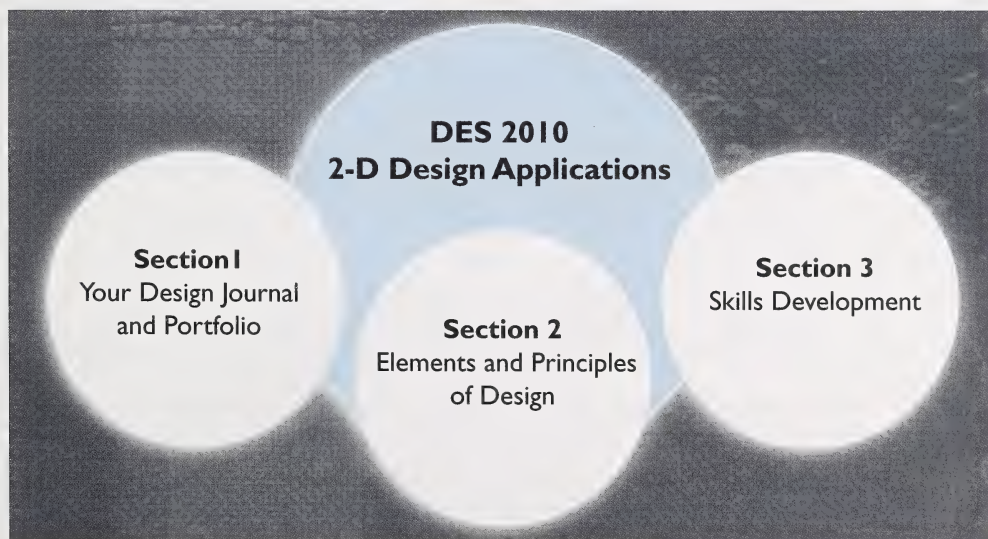 DES 2010
2-D Design Applications
Section1
Your Design Journal
and Portfolio
Section 2
Elements and Principles
of Design
Section 3
Skills Development